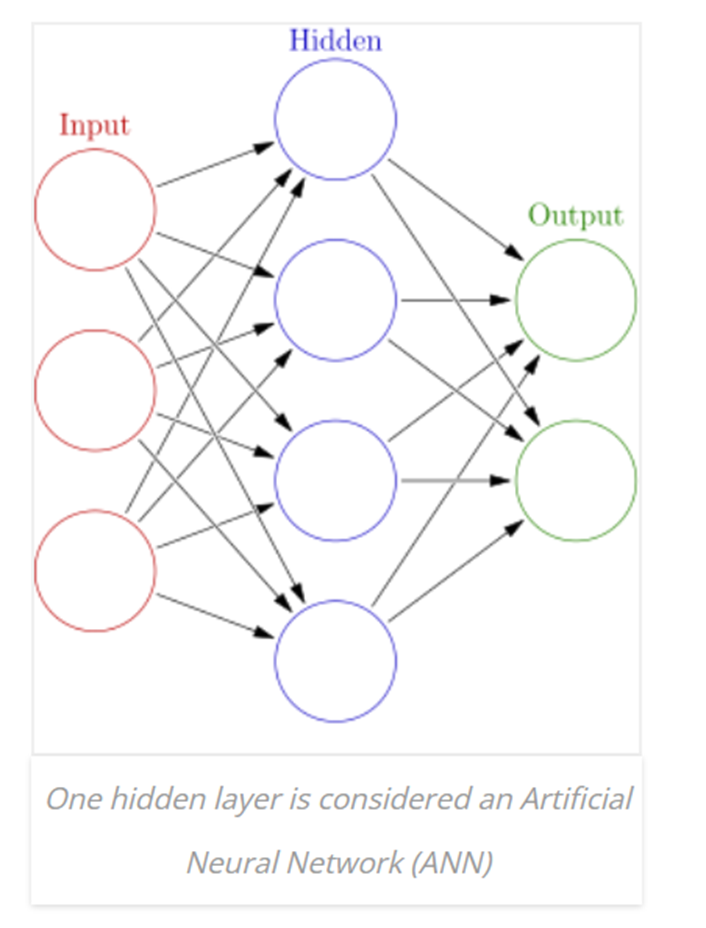 Hidden
Input
Output
One hidden layer is considered an Artificial
Neural Network (ANN)